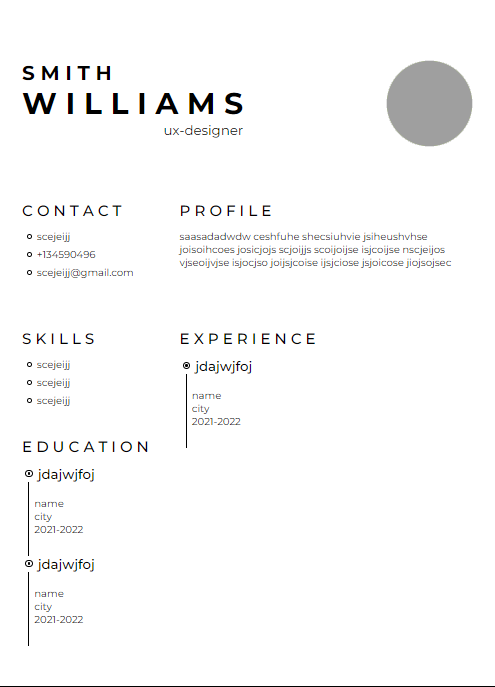 SMITH
WILLIAMS
ux-designer
CONTACT
scejeijj
+134590496
scejeijj@gmail.com
PROFILE
saasadadwdw ceshfuhe shecsiuhvie jsiheushvhse
joisoihcoes josicjojs scjoijjs scoijoijse isjcoijse nscjeijos
vjseoijvjse isjocjso joijsjcoise ijsjciose jsjoicose jiojsojsec
SKILLS
scejeijj
scejeijj
scejeijj
EXPERIENCE
jdajwjfoj
name
city
2021-2022
EDUCATION
jdajwjfoj
name
city
2021-2022
jdajwjfoj
name
city
2021-2022